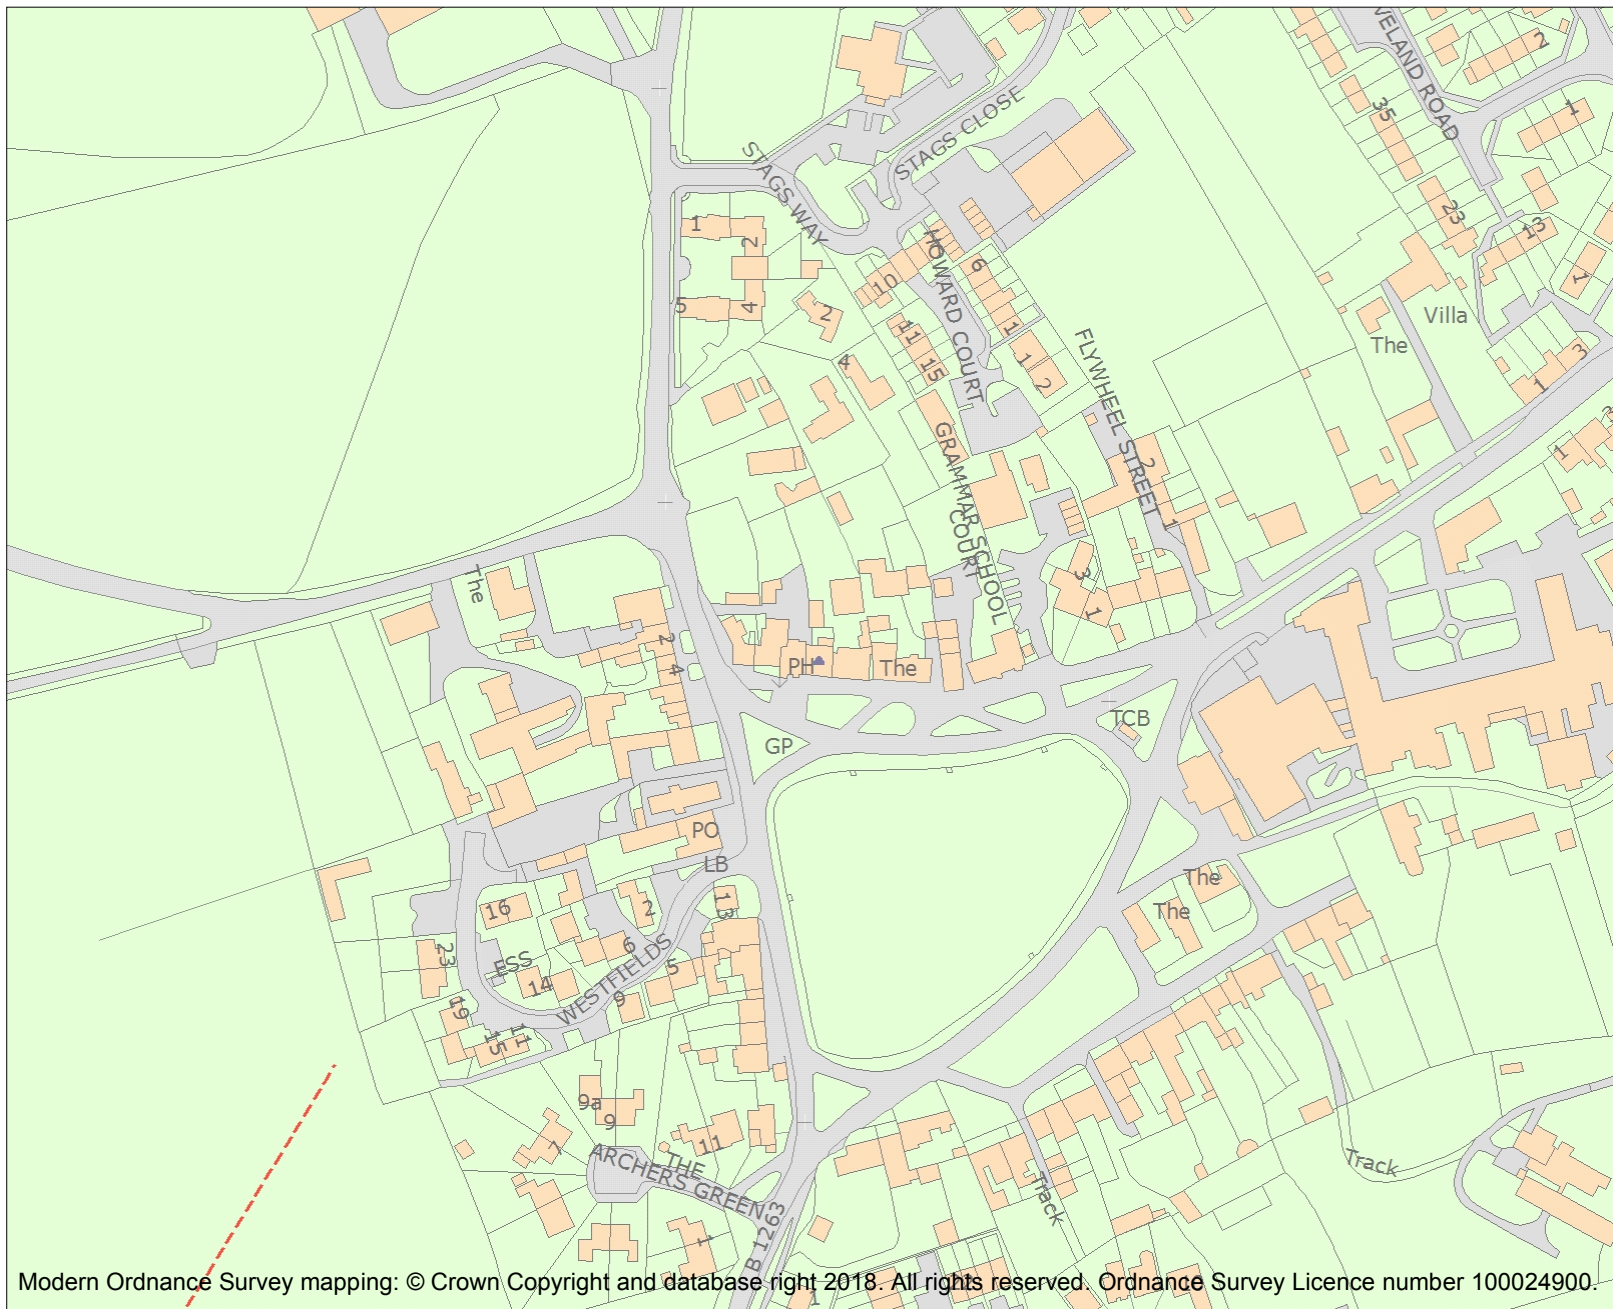 VELAND ROAD
2
35
1
STAGS CLOSE
STAGS WAY
1
2
23
13
1
HOWARD COURT
6
10
5
4
2
11
15
1
1
2
Villa
The
3
1
4
FLYWHEEL STREET
2
1
1
GRAMMAR SCHOOL
COURT
The
3
1
2
4
PH
The
TCB
GP
PO
LB
The
The
13
16
2
23
ESS
6
5
14
WESTFIELDS
9
19
15
11
9a
9
7
11
THE
ARCHERS GREEN
B 1263
1
Track
Track
1
Modern Ordnance Survey mapping: © Crown Copyright and database right 2018. All rights reserved. Ordnance Survey Licence number 100024900.